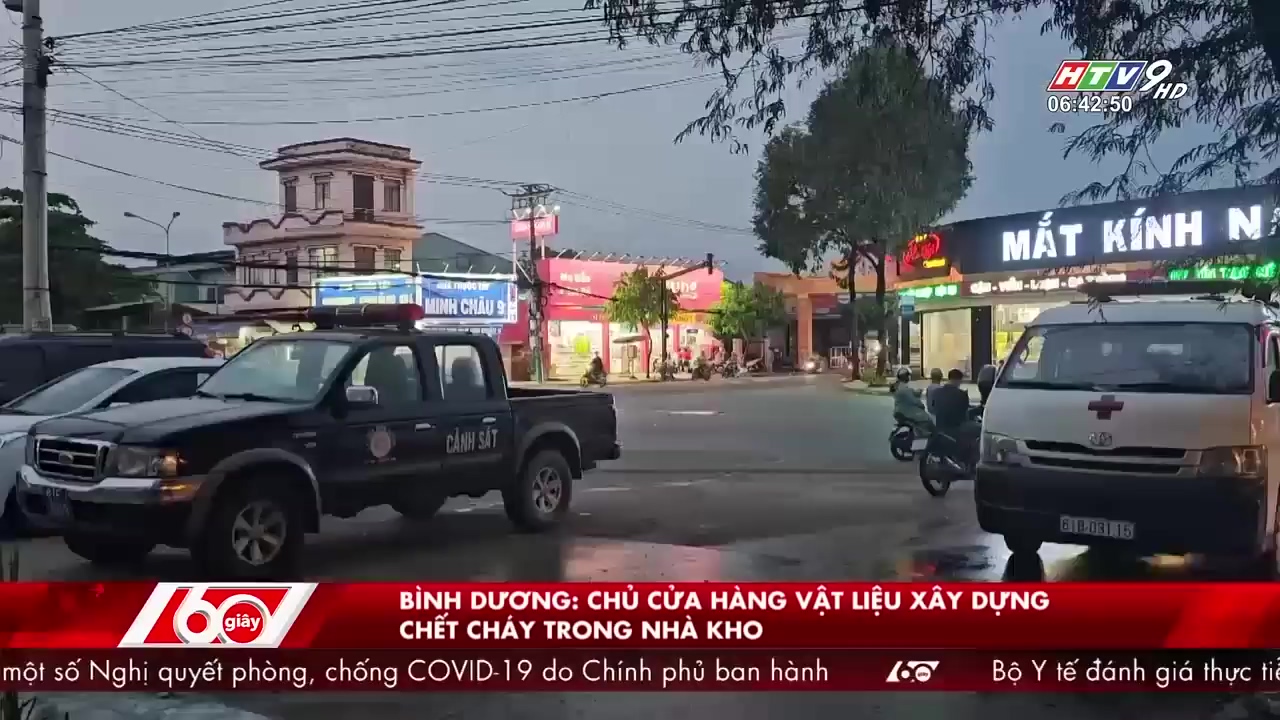 HTV9 HD
06:42:50
MẮT KÍNH
MINH CHÂU 9
CẢNH SÁT
61B-031.15
60 giây
BÌNH DƯƠNG: CHỦ CỬA HÀNG VẬT LIỆU XÂY DỰNG
CHẾT CHÁY TRONG NHÀ KHO
một số Nghị quyết phòng, chống COVID-19 do Chính phủ ban hành 60 giây Bộ Y tế đánh giá thực tiễ